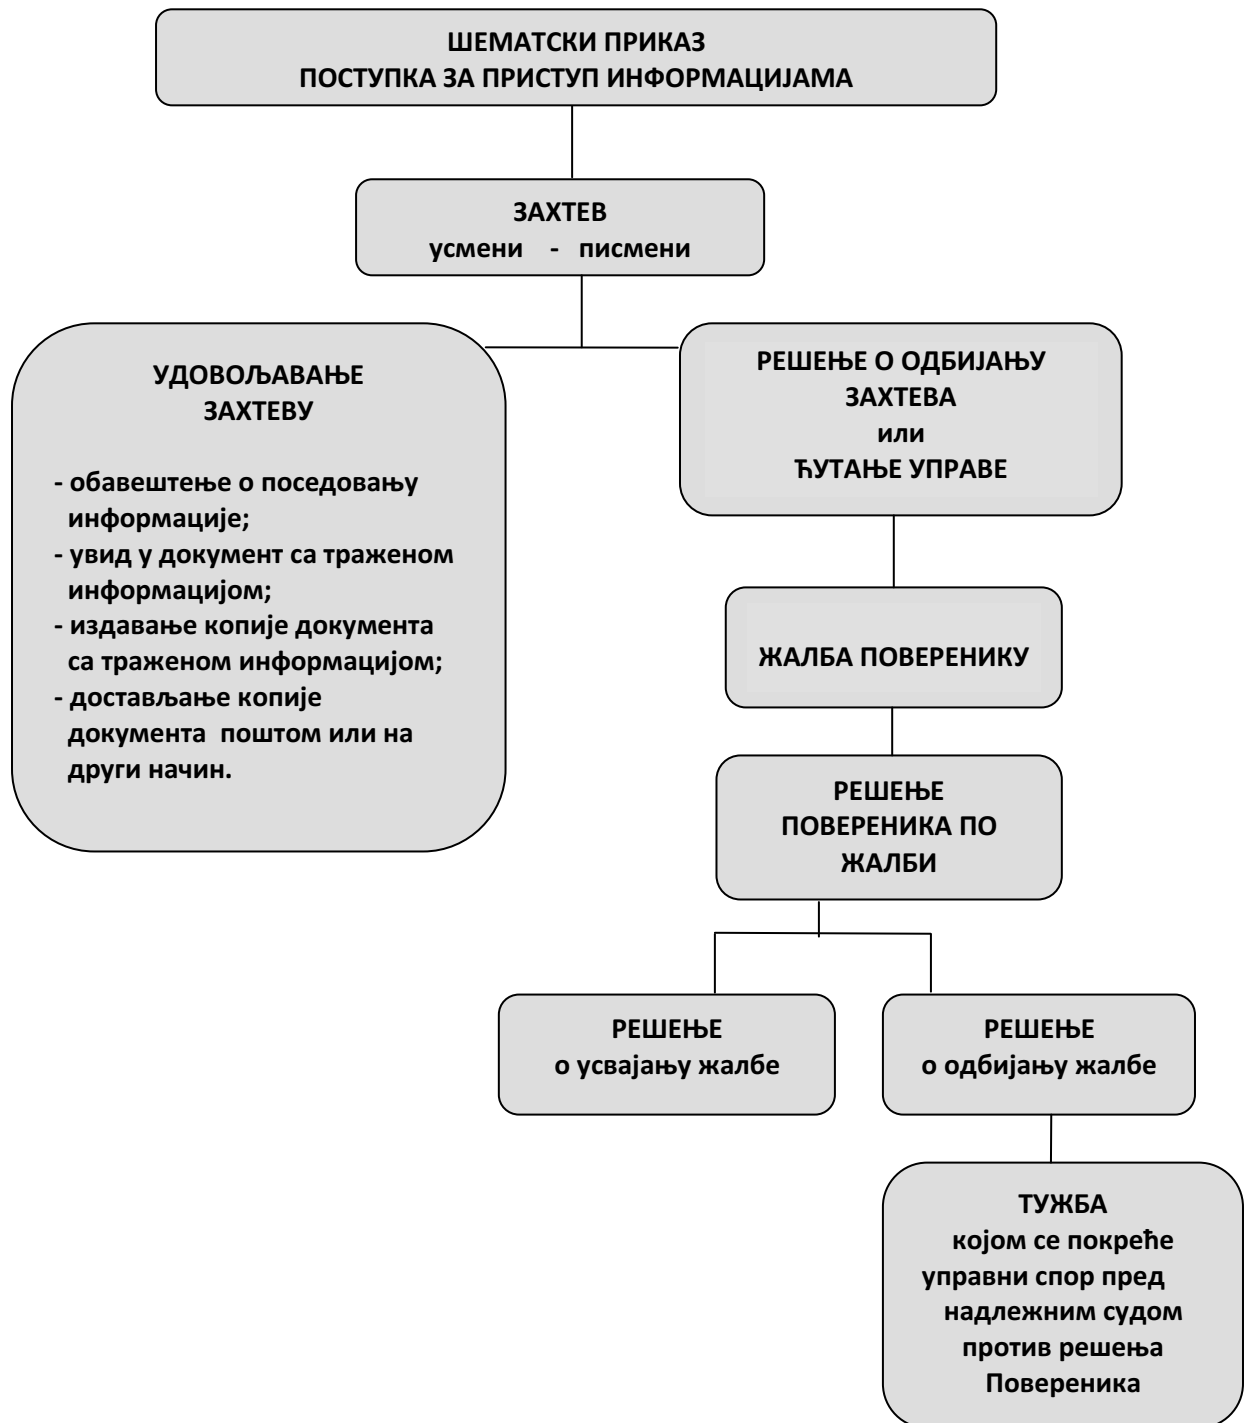 ШЕМАТСКИ ПРИКАЗ
ПОСТУПКА ЗА ПРИСТУП ИНФОРМАЦИЈАМА
ЗАХТЕВ
усмени - писмени
УДОВОЉАВАЊЕ
ЗАХТЕВУ
- обавештење о поседовању
информације;
- увид у документ са траженом
информацијом;
- издавање копије документа
са траженом информацијом;
- достављање копије
документа поштом или на
други начин.
РЕШЕЊЕ О ОДБИЈАЊУ
ЗАХТЕВА
или
ЋУТАЊЕ УПРАВЕ
ЖАЛБА ПОВЕРЕНИКУ
РЕШЕЊЕ
ПОВЕРЕНИКА ПО
ЖАЛБИ
РЕШЕЊЕ
о усвајању жалбе
РЕШЕЊЕ
о одбијању жалбе
ТУЖБА
којом се покреће
управни спор пред
надлежним судом
против решења
Повереника